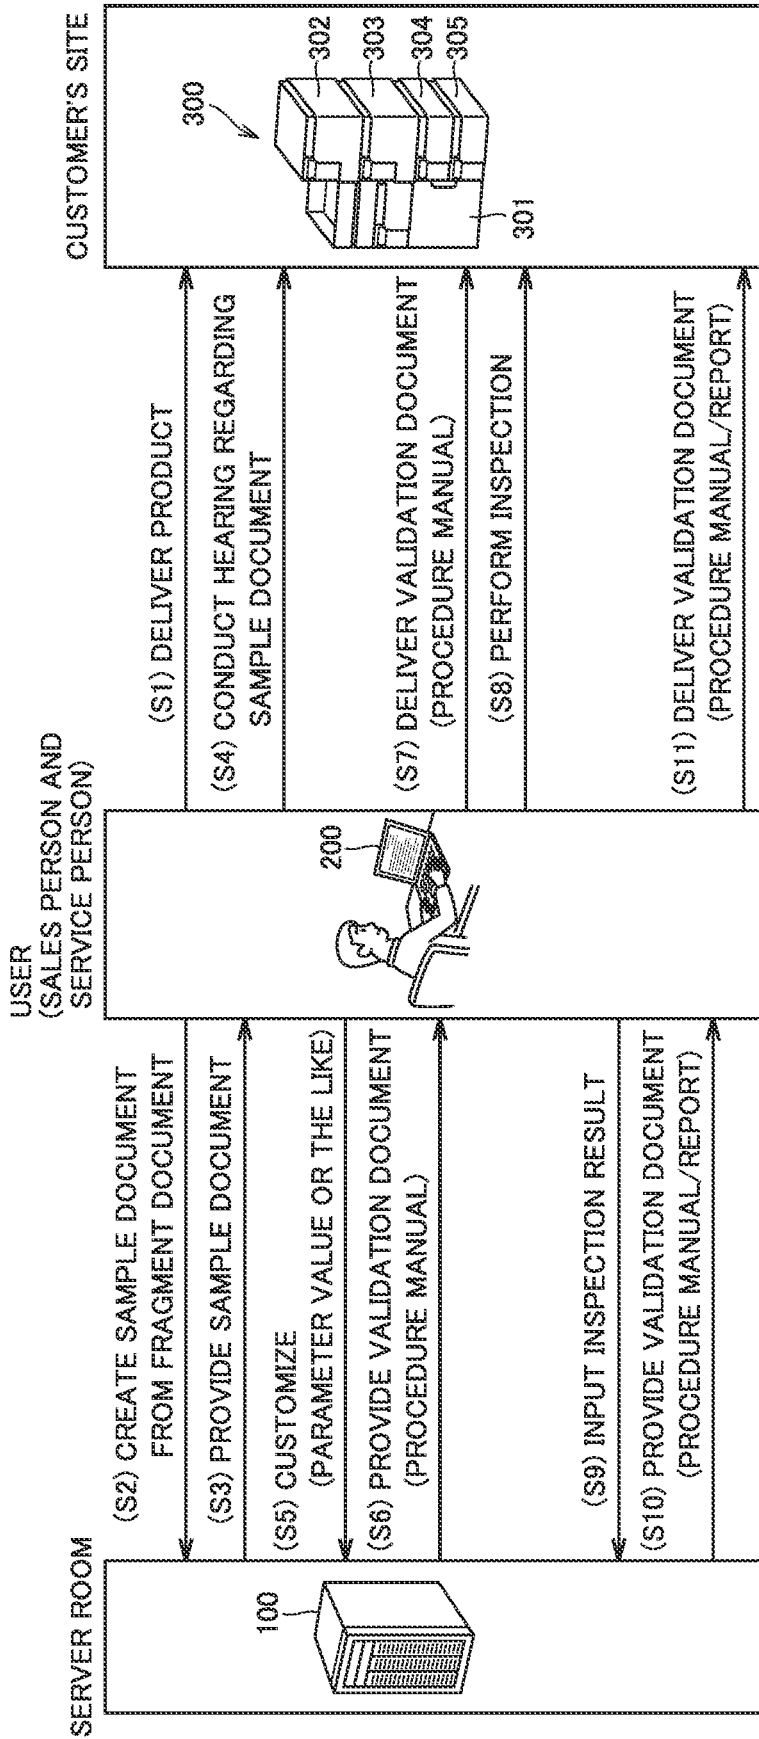 SERVER ROOM
USER
(SALES PERSON AND
SERVICE PERSON)
CUSTOMER'S SITE
100
200
300
301
302
303
304
305
(S1) DELIVER PRODUCT
(S2) CREATE SAMPLE DOCUMENT
FROM FRAGMENT DOCUMENT
(S3) PROVIDE SAMPLE DOCUMENT
(S4) CONDUCT HEARING REGARDING
SAMPLE DOCUMENT
(S5) CUSTOMIZE
(PARAMETER VALUE OR THE LIKE)
(S6) PROVIDE VALIDATION DOCUMENT
(PROCEDURE MANUAL)
(S7) DELIVER VALIDATION DOCUMENT
(PROCEDURE MANUAL)
(S8) PERFORM INSPECTION
(S9) INPUT INSPECTION RESULT
(S10) PROVIDE VALIDATION DOCUMENT
(PROCEDURE MANUAL/REPORT)
(S11) DELIVER VALIDATION DOCUMENT
(PROCEDURE MANUAL/REPORT)